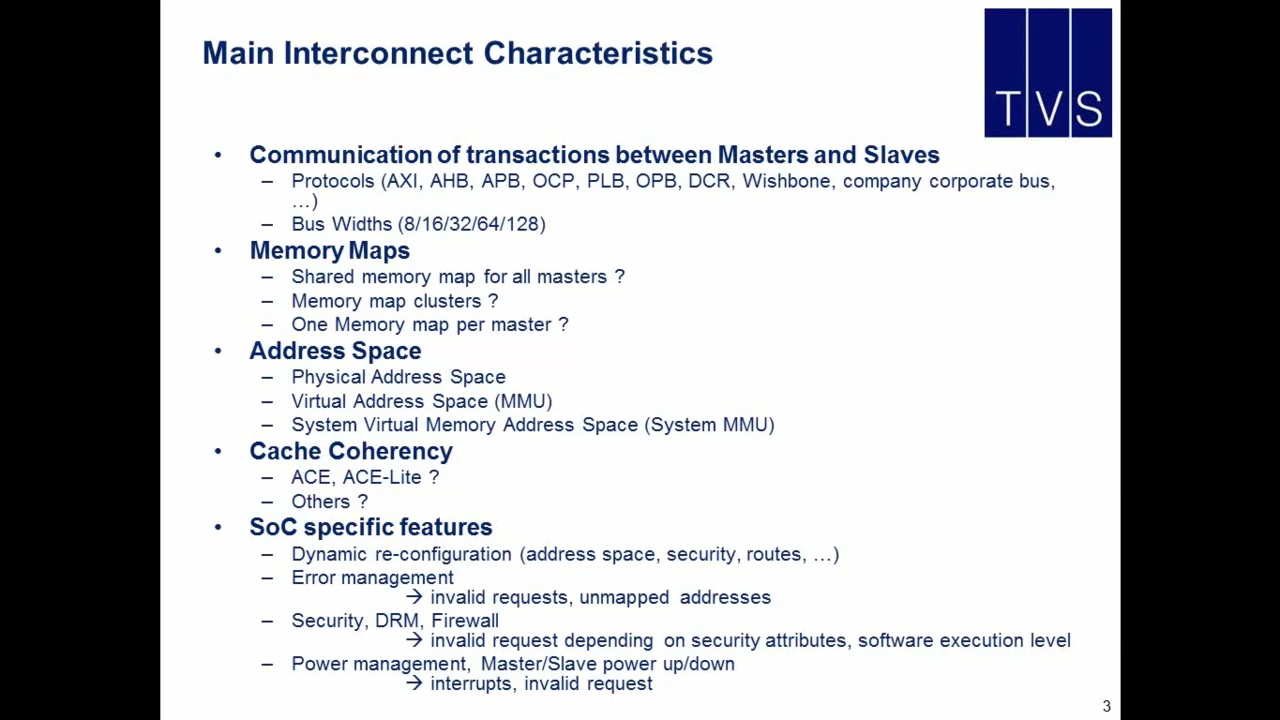 Main Interconnect Characteristics
TVS
• Communication of transactions between Masters and Slaves
– Protocols (AXI, AHB, APB, OCP, PLB, OPB, DCR, Wishbone, company corporate bus,
…)
– Bus Widths (8/16/32/64/128)
• Memory Maps
– Shared memory map for all masters ?
– Memory map clusters ?
– One Memory map per master ?
• Address Space
– Physical Address Space
– Virtual Address Space (MMU)
– System Virtual Memory Address Space (System MMU)
• Cache Coherency
– ACE, ACE-Lite ?
– Others ?
• SoC specific features
– Dynamic re-configuration (address space, security, routes, …)
– Error management
→ invalid requests, unmapped addresses
– Security, DRM, Firewall
→ invalid request depending on security attributes, software execution level
– Power management, Master/Slave power up/down
→ interrupts, invalid request
3